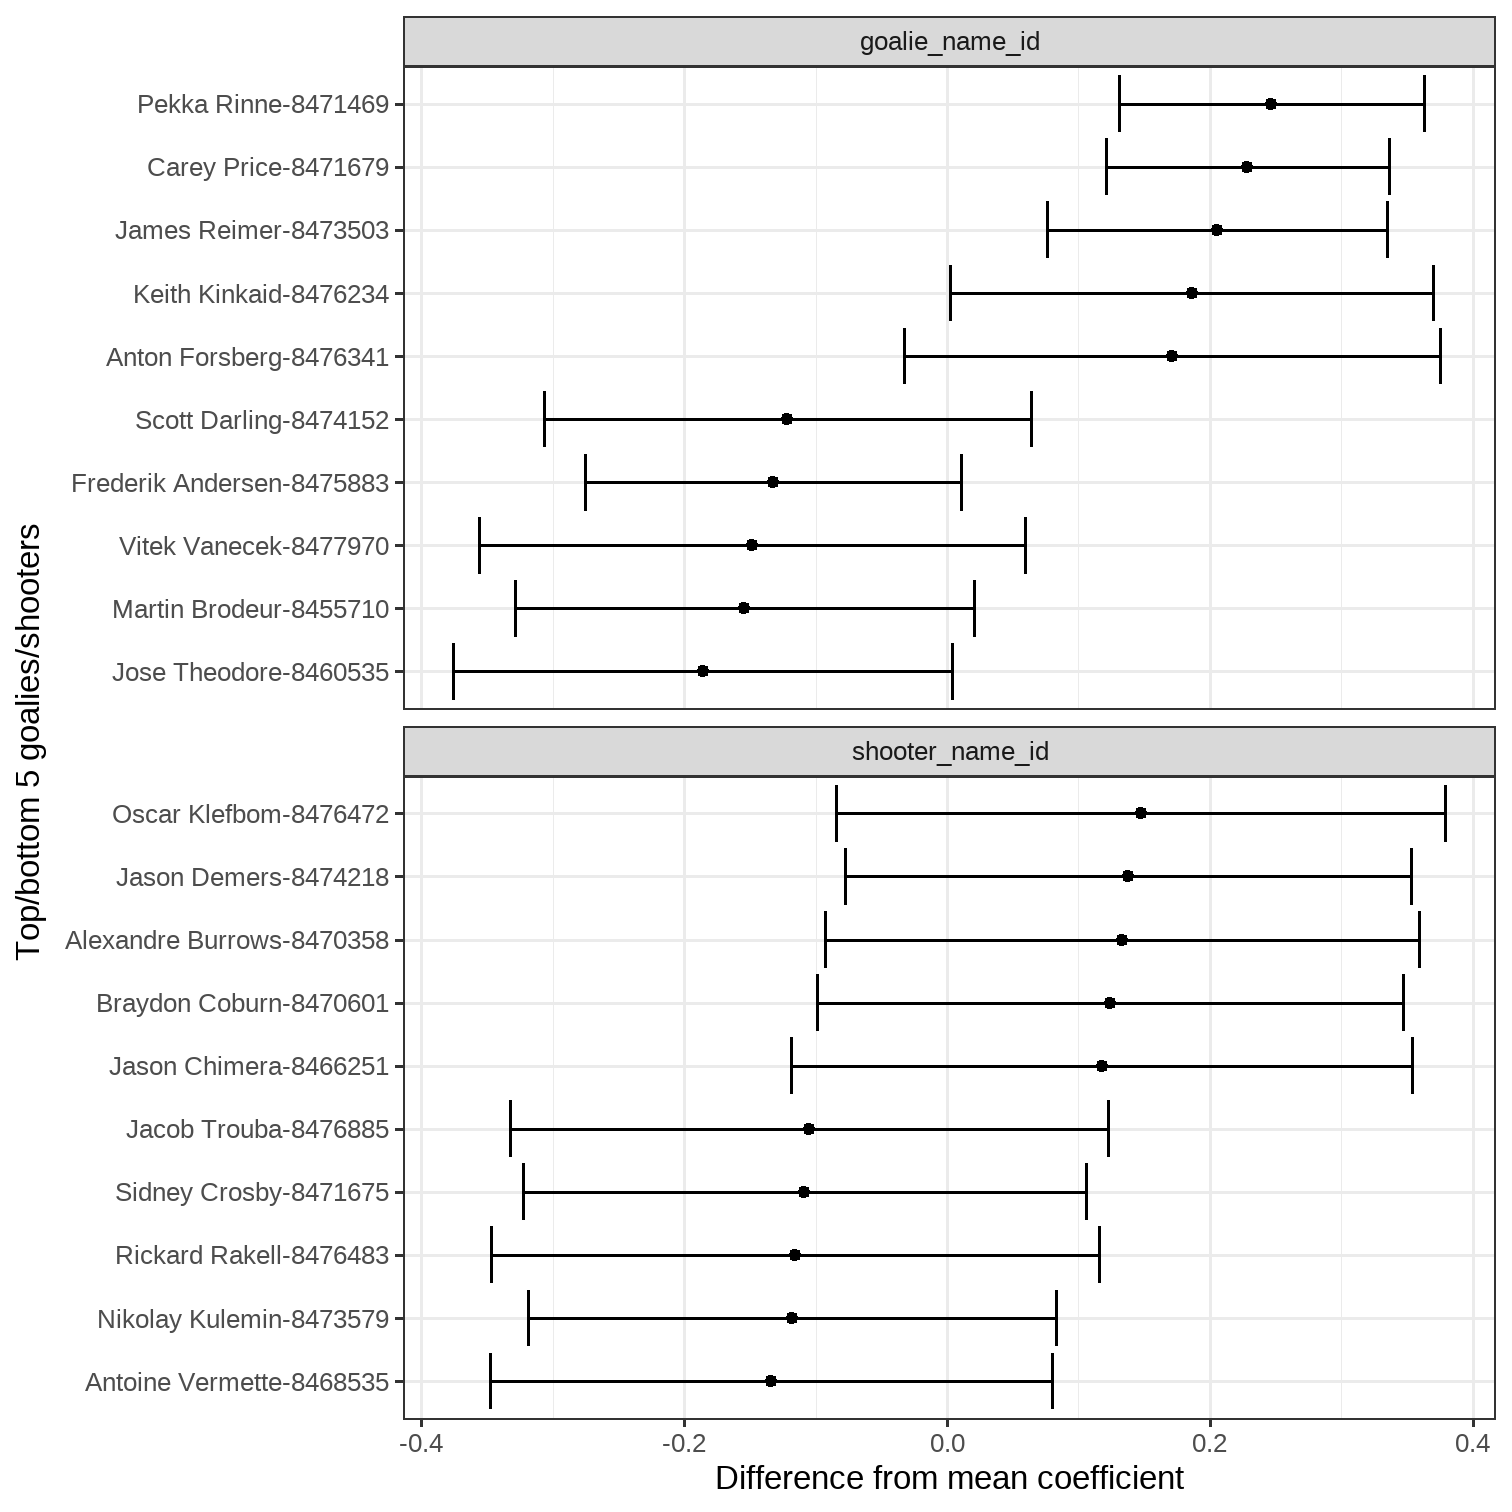 goalie_name_id
Pekka Rinne-8471469
Carey Price-8471679
James Reimer-8473503
Keith Kinkaid-8476234
Anton Forsberg-8476341
Scott Darling-8474152
Frederik Andersen-8475883
Vitek Vanecek-8477970
Martin Brodeur-8455710
Jose Theodore-8460535
Top/bottom 5 goalies/shooters
shooter_name_id
Oscar Klefbom-8476472
Jason Demers-8474218
Alexandre Burrows-8470358
Braydon Coburn-8470601
Jason Chimera-8466251
Jacob Trouba-8476885
Sidney Crosby-8471675
Rickard Rakell-8476483
Nikolay Kulemin-8473579
Antoine Vermette-8468535
-0.4 -0.2 0.0 0.2 0.4
Difference from mean coefficient